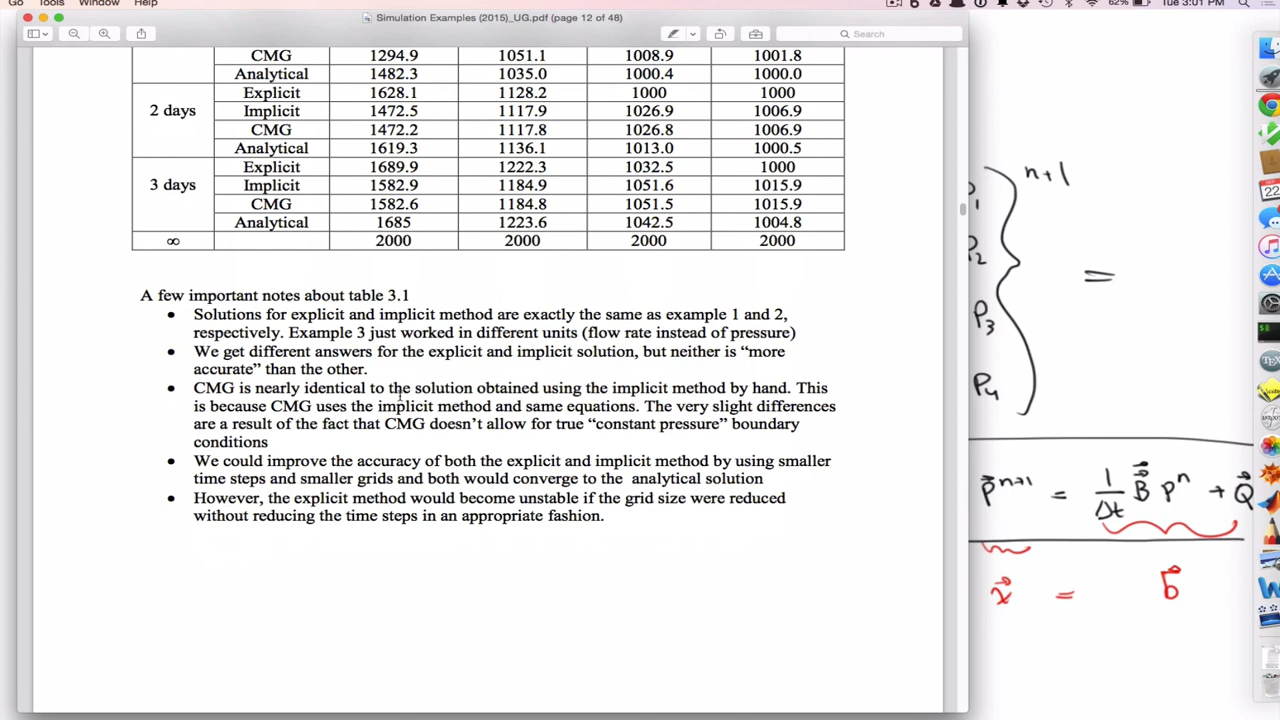 Go Tools Window Help 62% Tue 3:01 PM
Simulation Examples (2015)_UG.pdf (page 12 of 48)
Search
CMG 1294.9 1051.1 1008.9 1001.8
Analytical 1482.3 1035.0 1000.4 1000.0
Explicit 1628.1 1128.2 1000 1000
2 days Implicit 1472.5 1117.9 1026.9 1006.9
CMG 1472.2 1117.8 1026.8 1006.9
Analytical 1619.3 1136.1 1013.0 1000.5
Explicit 1689.9 1222.3 1032.5 1000
3 days Implicit 1582.9 1184.9 1051.6 1015.9
CMG 1582.6 1184.8 1051.5 1015.9
Analytical 1685 1223.6 1042.5 1004.8
∞ 2000 2000 2000 2000
A few important notes about table 3.1
• Solutions for explicit and implicit method are exactly the same as example 1 and 2,
respectively. Example 3 just worked in different units (flow rate instead of pressure)
• We get different answers for the explicit and implicit solution, but neither is “more
accurate” than the other.
• CMG is nearly identical to the solution obtained using the implicit method by hand. This
is because CMG uses the implicit method and same equations. The very slight differences
are a result of the fact that CMG doesn’t allow for true “constant pressure” boundary
conditions
• We could improve the accuracy of both the explicit and implicit method by using smaller
time steps and smaller grids and both would converge to the analytical solution
• However, the explicit method would become unstable if the grid size were reduced
without reducing the time steps in an appropriate fashion.
n+1
P1
P2 =
P3
P4
P⃗ n+1 = 1/Δt B⃗ Pn + Q⃗
x⃗ = b⃗
22
TEX